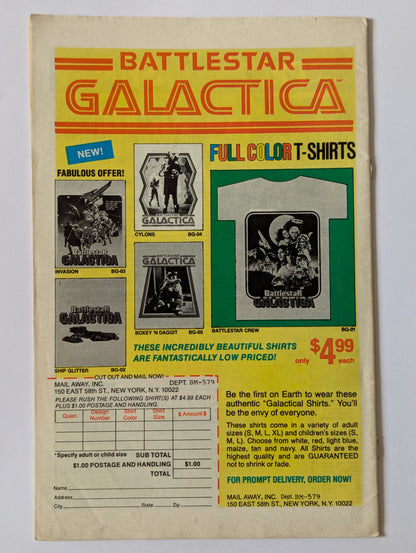 BATTLESTAR
GALACTICA™
NEW!
FULL COLOR T-SHIRTS
FABULOUS OFFER!
Battlestar
GALACTICA
INVASION BG-03
BATTLESTAR
GALACTICA
CYLONS BG-04
Battlestar
GALACTICA
SHIP GLITTER BG-02
BATTLESTAR
GALACTICA
BOXEY 'N DAGGIT BG-05
Battlestar
GALACTICA
BATTLESTAR CREW BG-01
THESE INCREDIBLY BEAUTIFUL SHIRTS
ARE FANTASTICALLY LOW PRICED!
only $4.99 each
CUT OUT AND MAIL NOW!
MAIL AWAY, INC. DEPT. BM-579
150 EAST 58th ST., NEW YORK, N.Y. 10022
PLEASE RUSH THE FOLLOWING SHIRT(S) AT $4.99 EACH
PLUS $1.00 POSTAGE AND HANDLING.
Quan. Design Number Shirt Color Shirt Size $ Amount $
*Specify adult or child size SUB TOTAL
$1.00 POSTAGE AND HANDLING $1.00
TOTAL
Name
Address
City State Zip
Be the first on Earth to wear these
authentic "Galactical Shirts." You'll
be the envy of everyone.
These shirts come in a variety of adult
sizes (S, M, L, XL) and children's sizes (S,
M, L). Choose from white, red, light blue,
maize, tan and navy. All Shirts are the
highest quality and are GUARANTEED
not to shrink or fade.
FOR PROMPT DELIVERY, ORDER NOW!
MAIL AWAY, INC. Dept. BM-579
150 EAST 58th ST., NEW YORK, N.Y. 10022